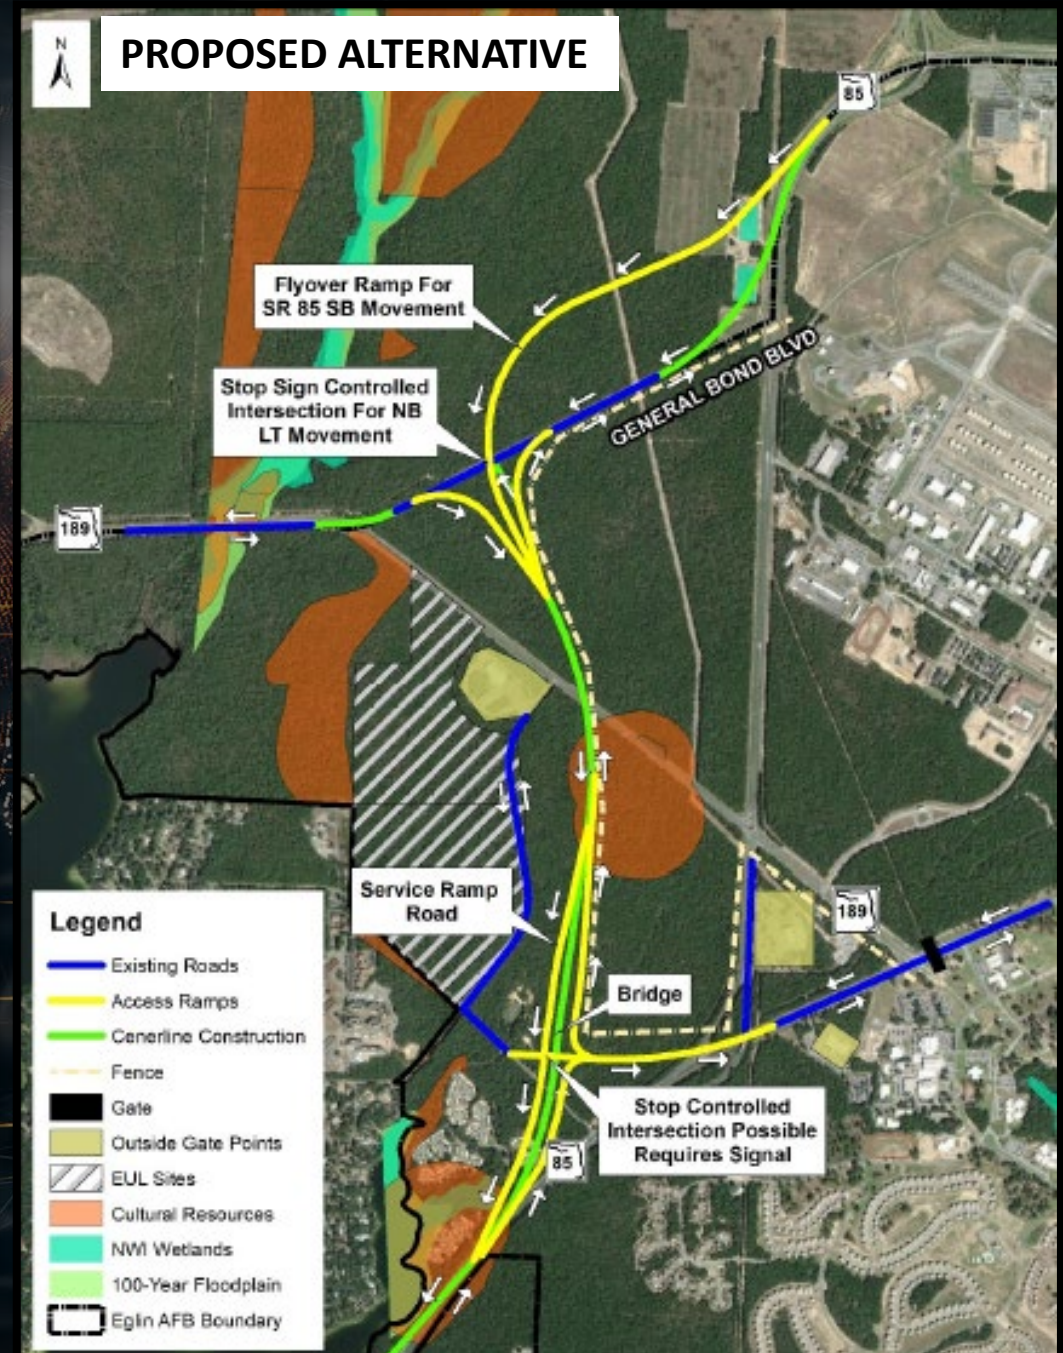 N
PROPOSED ALTERNATIVE
85
Flyover Ramp For
SR 85 SB Movement
GENERAL BOND BLVD
Stop Sign Controlled
Intersection For NB
LT Movement
189
Service Ramp
Road
189
Bridge
Stop Controlled
Intersection Possible
Requires Signal
85
Legend
Existing Roads
Access Ramps
Cenerline Construction
Fence
Gate
Outside Gate Points
EUL Sites
Cultural Resources
NWI Wetlands
100-Year Floodplain
Eglin AFB Boundary